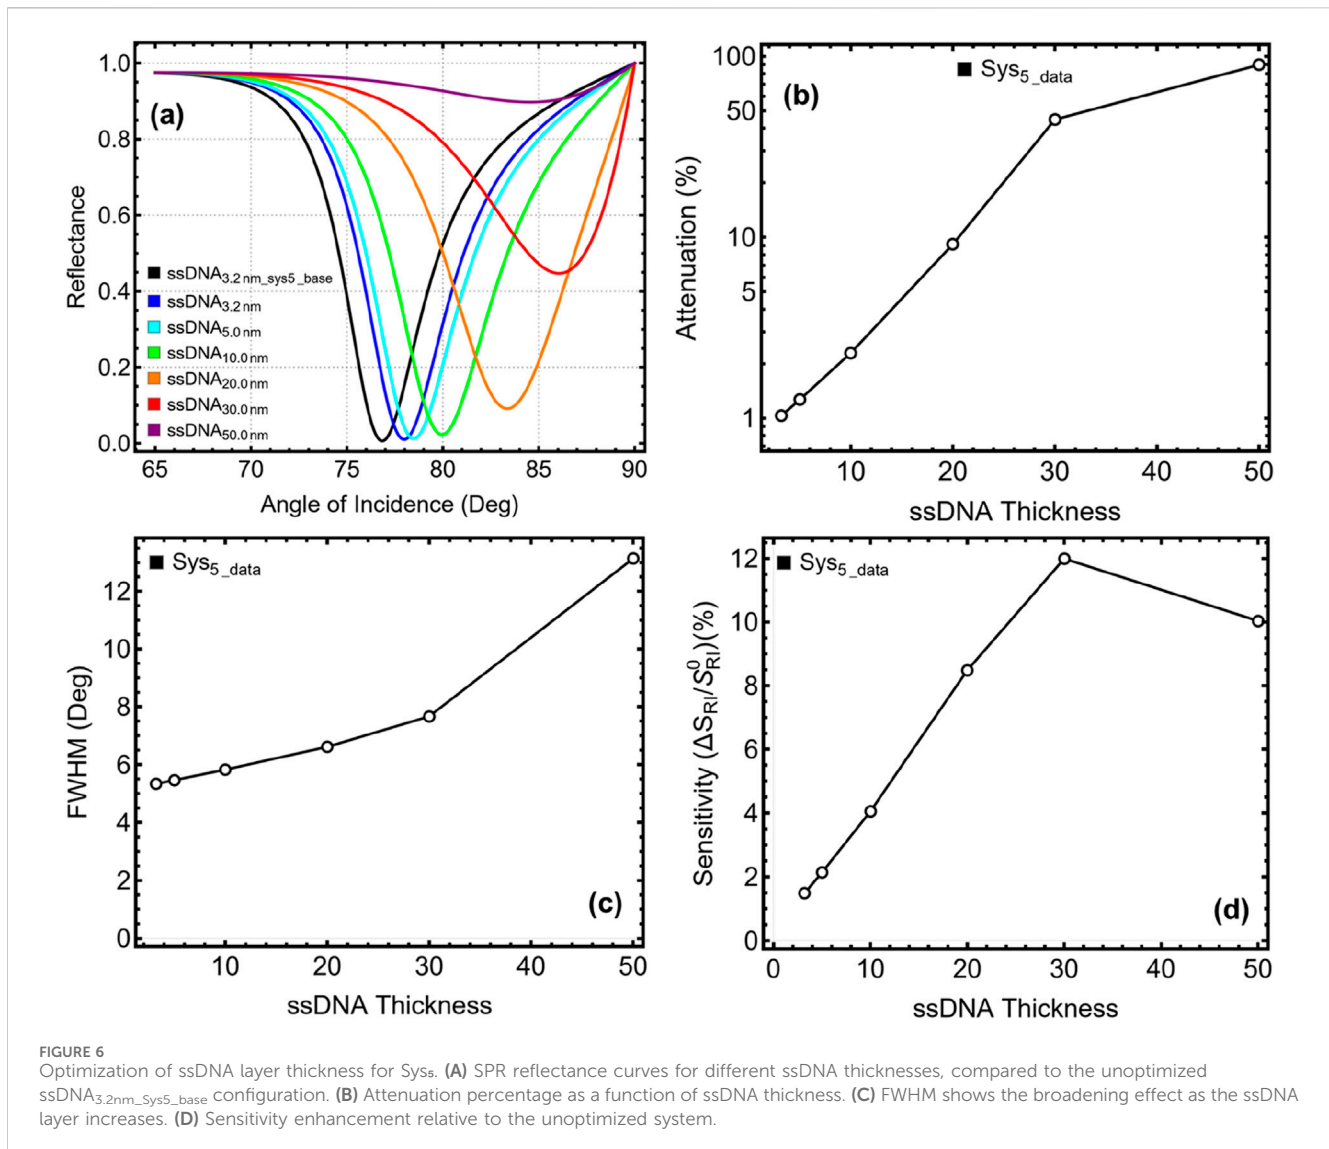 (a)
1.0
0.8
0.6
0.4
0.2
0.0
Reflectance
ssDNA3.2 nm_sys5_base
ssDNA3.2 nm
ssDNA5.0 nm
ssDNA10.0 nm
ssDNA20.0 nm
ssDNA30.0 nm
ssDNA50.0 nm
65 70 75 80 85 90
Angle of Incidence (Deg)
(b)
Sys5_data
100
50
10
5
1
Attenuation (%)
10 20 30 40 50
ssDNA Thickness
Sys5_data
12
10
8
6
4
2
0
FWHM (Deg)
(c)
10 20 30 40 50
ssDNA Thickness
Sys5_data
12
10
8
6
4
2
0
Sensitivity (ΔSRI/S0RI)(%)
(d)
0 10 20 30 40 50
ssDNA Thickness
FIGURE 6
Optimization of ssDNA layer thickness for Sys₅. (A) SPR reflectance curves for different ssDNA thicknesses, compared to the unoptimized
ssDNA3.2nm_Sys5_base configuration. (B) Attenuation percentage as a function of ssDNA thickness. (C) FWHM shows the broadening effect as the ssDNA
layer increases. (D) Sensitivity enhancement relative to the unoptimized system.